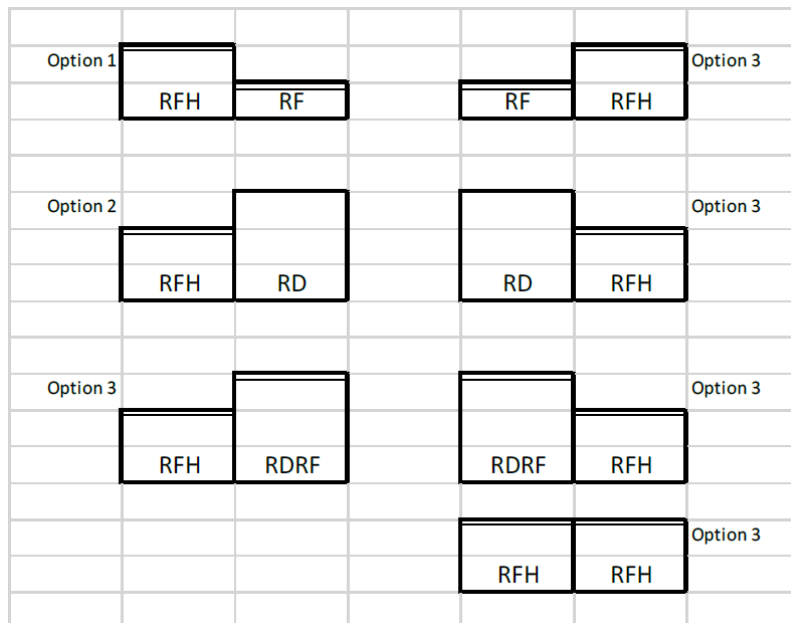 Option 1 Option 3
RFH RF RF RFH
Option 2 Option 3
RFH RD RD RFH
Option 3 Option 3
RFH RDRF RDRF RFH
Option 3
RFH RFH